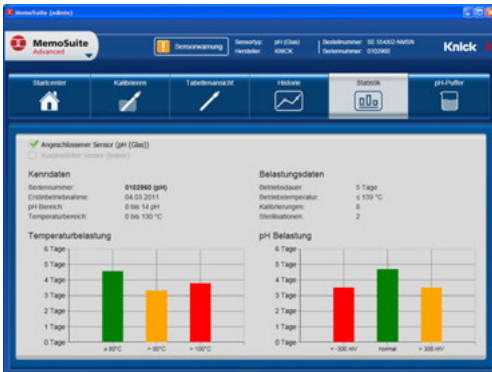 MemoSuite (admin)
MemoSuite
Advanced
Sensorwarnung
Sensortyp: pH (Glas)
Hersteller: KNICK
Bestellnummer: SE 554X/2-NMSN
Seriennummer: 0102960
Knick
Startcenter
Kalibrieren
Tabellenansicht
Historie
Statistik
pH-Puffer
Angeschlossener Sensor (pH (Glas))
Ausgewählter Sensor (keiner)
Kenndaten
Seriennummer: 0102960 (pH)
Erstinbetriebnahme: 04.03.2011
pH Bereich: 0 bis 14 pH
Temperaturbereich: 0 bis 130 °C
Belastungsdaten
Betriebsdauer: 5 Tage
Betriebstemperatur: ≤ 139 °C
Kalibrierungen: 6
Sterilisationen: 2
Temperaturbelastung
6 Tage
5 Tage
4 Tage
3 Tage
2 Tage
1 Tage
0 Tage
≤ 80°C
> 80°C
> 100°C
pH Belastung
6 Tage
5 Tage
4 Tage
3 Tage
2 Tage
1 Tage
0 Tage
< -300 mV
normal
> 300 mV